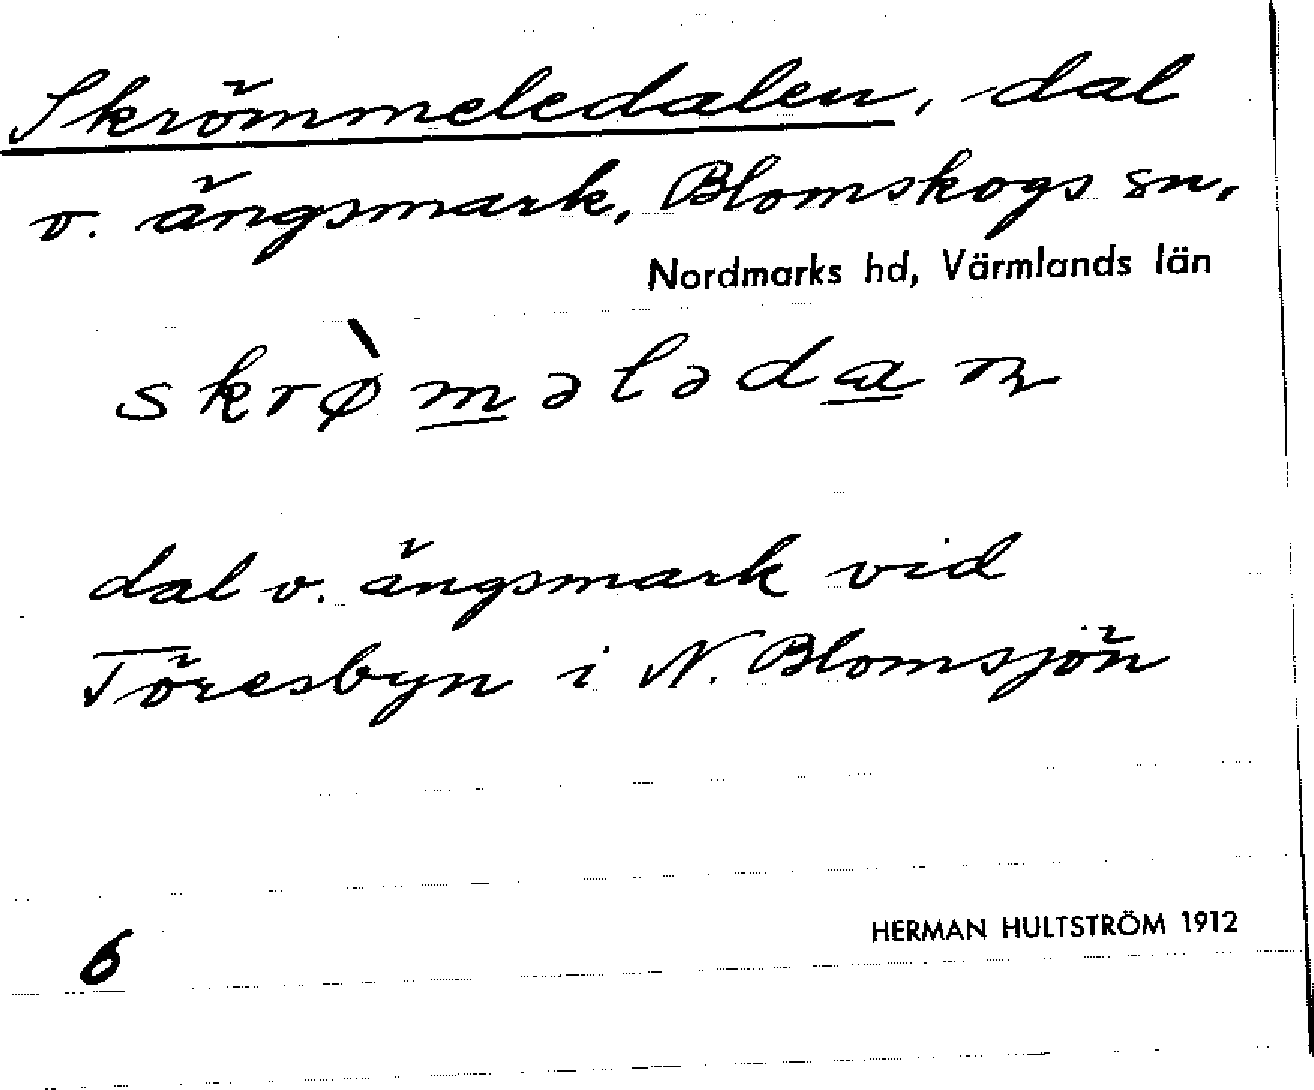 Skrömmeledalen, dal
o. ängsmark, Blomskogs sn,
Nordmarks hd, Värmlands län
skrø̀mələdan
dal o. ängsmark vid
Töresbyn i N. Blomsjön
6
HERMAN HULTSTRÖM 1912